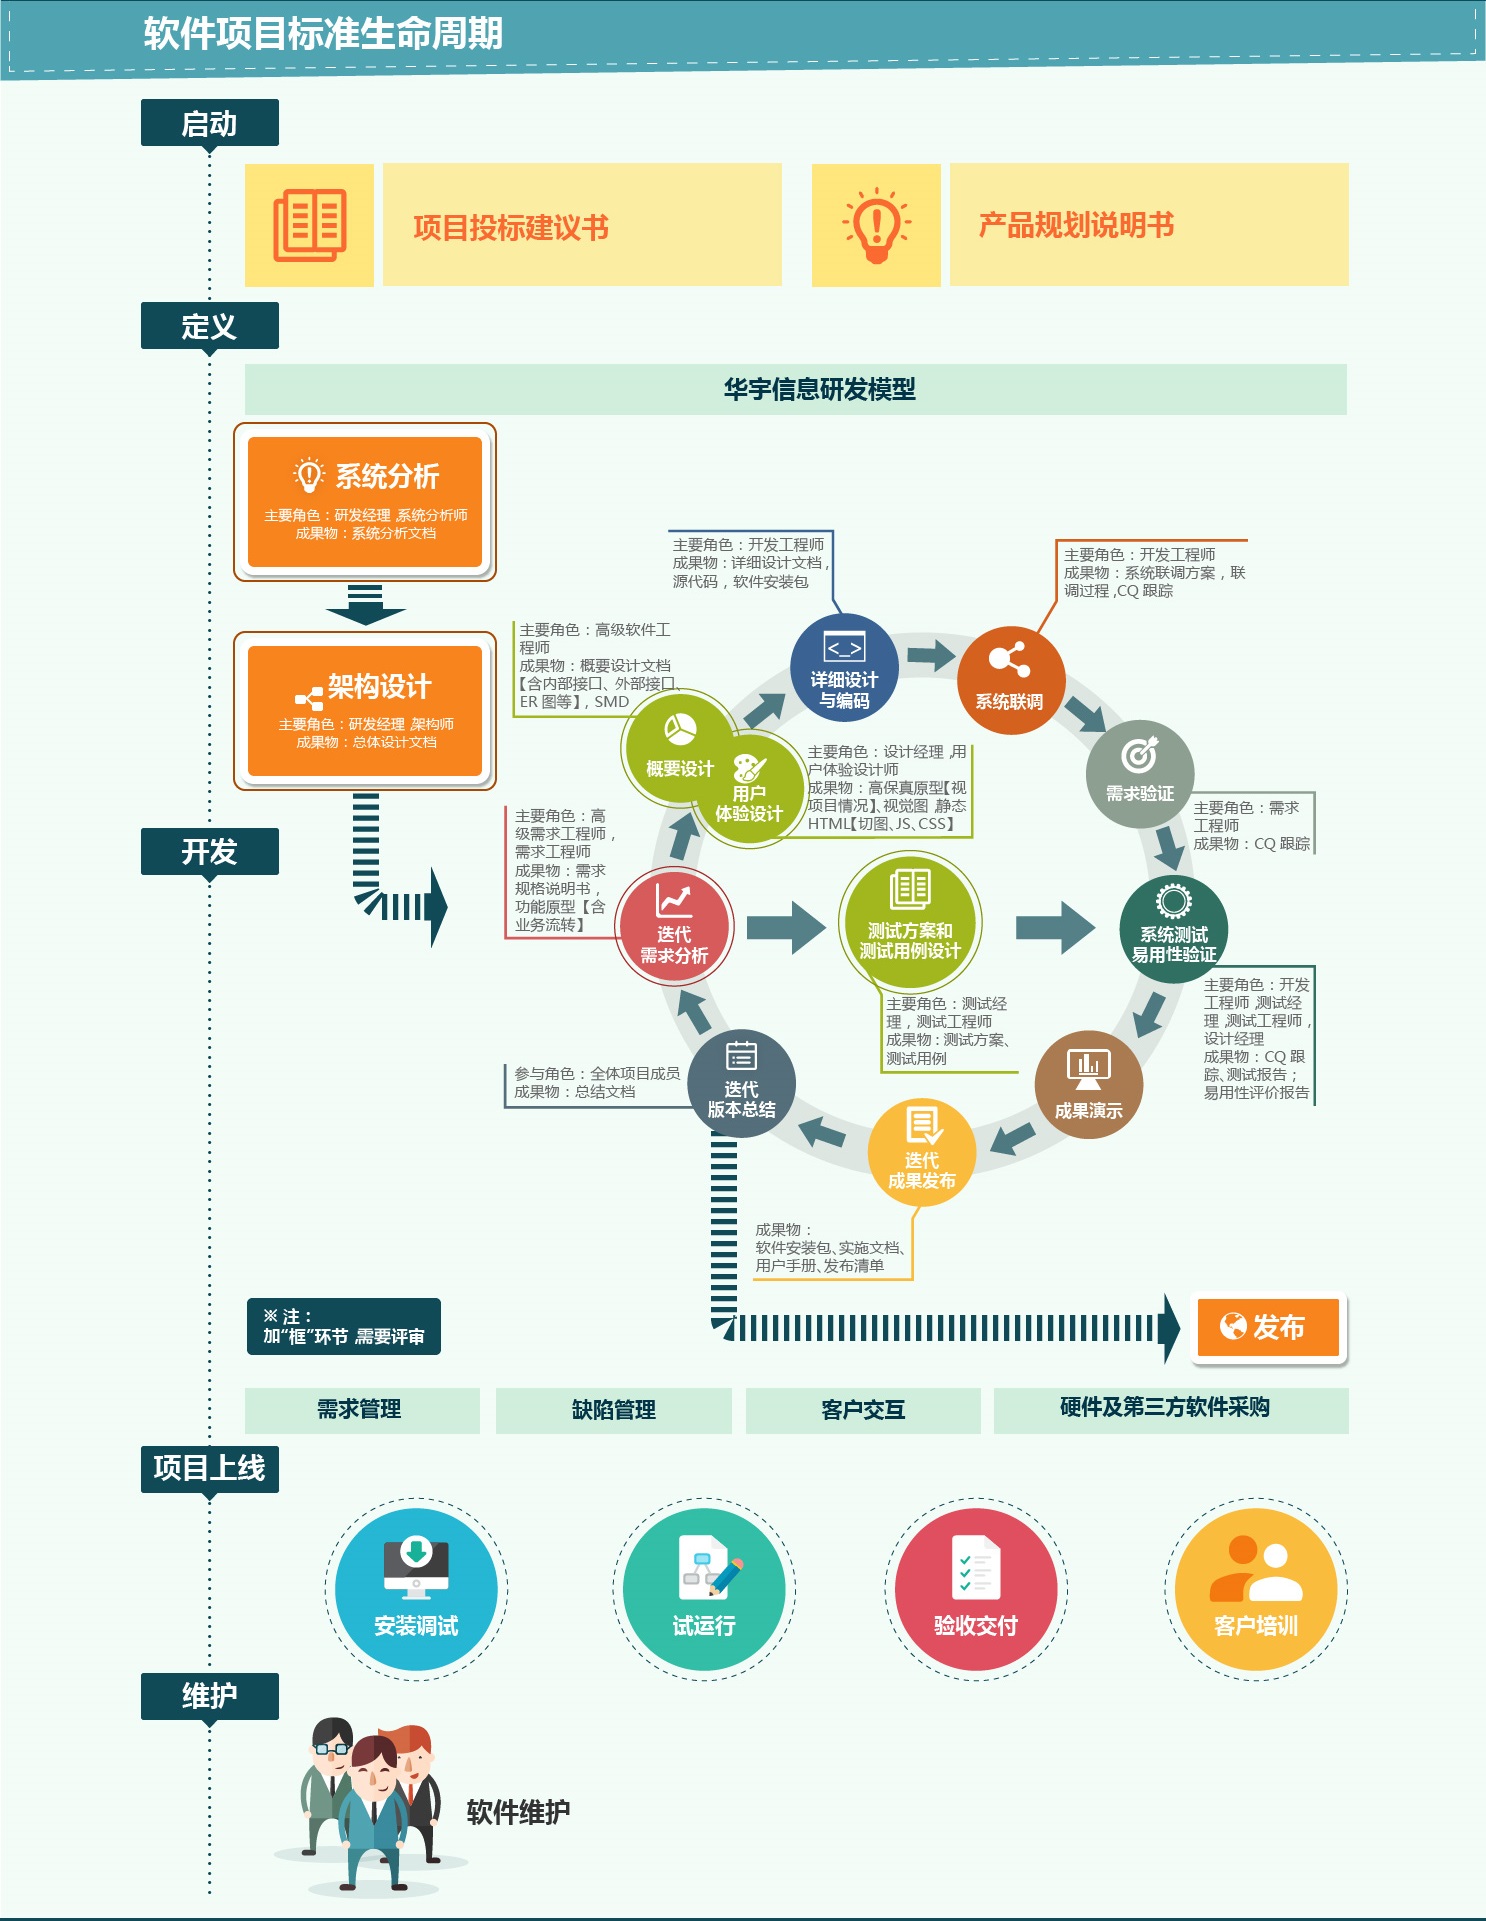 软件项目标准生命周期
启动
项目投标建议书
产品规划说明书
定义
华宇信息研发模型
系统分析
主要角色：研发经理,系统分析师
成果物：系统分析文档
架构设计
主要角色：研发经理,架构师
成果物：总体设计文档
开发
主要角色：开发工程师
成果物：详细设计文档，
源代码，软件安装包
详细设计
与编码
主要角色：开发工程师
成果物：系统联调方案，联
调过程,CQ 跟踪
系统联调
主要角色：高级软件工
程师
成果物：概要设计文档
【含内部接口、外部接口、
ER 图等】, SMD
概要设计
用户
体验设计
主要角色：设计经理,用
户体验设计师
成果物：高保真原型【视
项目情况】、视觉图,静态
HTML【切图、JS、CSS】
需求验证
主要角色：需求
工程师
成果物：CQ 跟踪
主要角色：高
级需求工程师，
需求工程师
成果物：需求
规格说明书，
功能原型【含
业务流转】
迭代
需求分析
测试方案和
测试用例设计
主要角色：测试经
理，测试工程师
成果物：测试方案、
测试用例
系统测试
易用性验证
主要角色：开发
工程师,测试经
理,测试工程师，
设计经理
成果物：CQ 跟
踪、测试报告；
易用性评价报告
参与角色：全体项目成员
成果物：总结文档
迭代
版本总结
成果演示
迭代
成果发布
成果物：
软件安装包、实施文档、
用户手册、发布清单
※ 注：
加“框”环节,需要评审
发布
需求管理
缺陷管理
客户交互
硬件及第三方软件采购
项目上线
安装调试
试运行
验收交付
客户培训
维护
软件维护